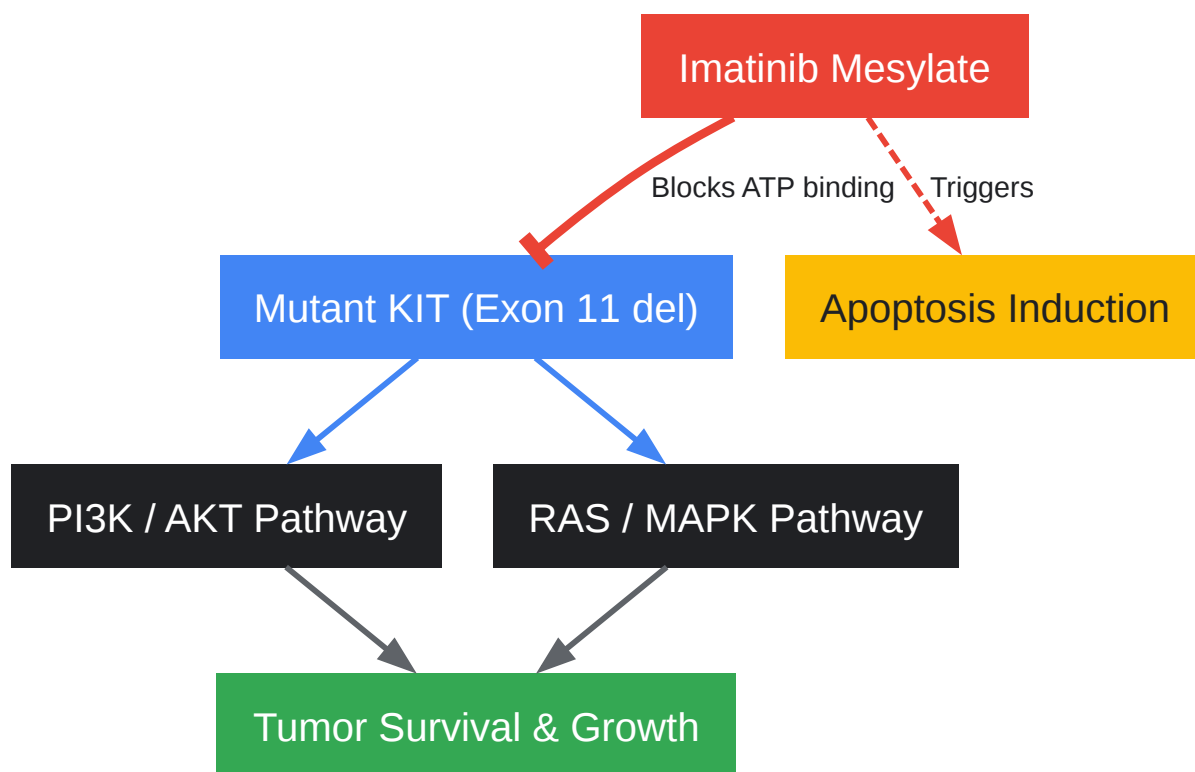 Imatinib Mesylate
Blocks ATP binding
Triggers
Mutant KIT (Exon 11 del)
Apoptosis Induction
PI3K / AKT Pathway
RAS / MAPK Pathway
Tumor Survival & Growth